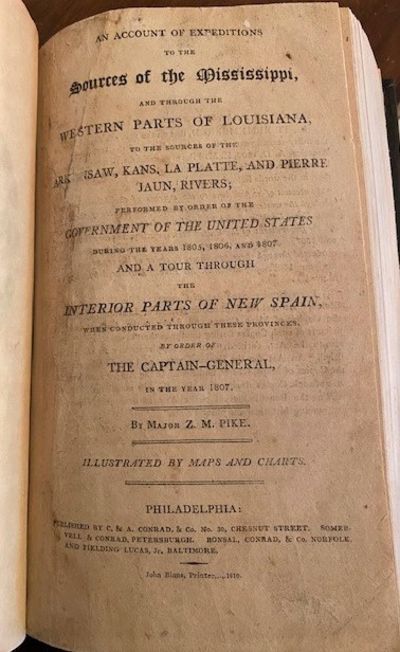 AN ACCOUNT OF EXPEDITIONS
TO THE
Sources of the Mississippi,
AND THROUGH THE
WESTERN PARTS OF LOUISIANA,
TO THE SOURCES OF THE
ARKANSAW, KANS, LA PLATTE, AND PIERRE
JAUN, RIVERS;
PERFORMED BY ORDER OF THE
GOVERNMENT OF THE UNITED STATES
DURING THE YEARS 1805, 1806, AND 1807.
AND A TOUR THROUGH
THE
INTERIOR PARTS OF NEW SPAIN,
WHEN CONDUCTED THROUGH THESE PROVINCES,
BY ORDER OF
THE CAPTAIN-GENERAL,
IN THE YEAR 1807.
BY MAJOR Z. M. PIKE.
ILLUSTRATED BY MAPS AND CHARTS.
PHILADELPHIA:
PUBLISHED BY C. & A. CONRAD, & Co. No. 30, CHESNUT STREET. SOMER-
VELL & CONRAD, PETERSBURGH. BONSAL, CONRAD, & Co. NORFOLK,
AND FIELDING LUCAS, Jr. BALTIMORE.
John Binns, Printer....1810.